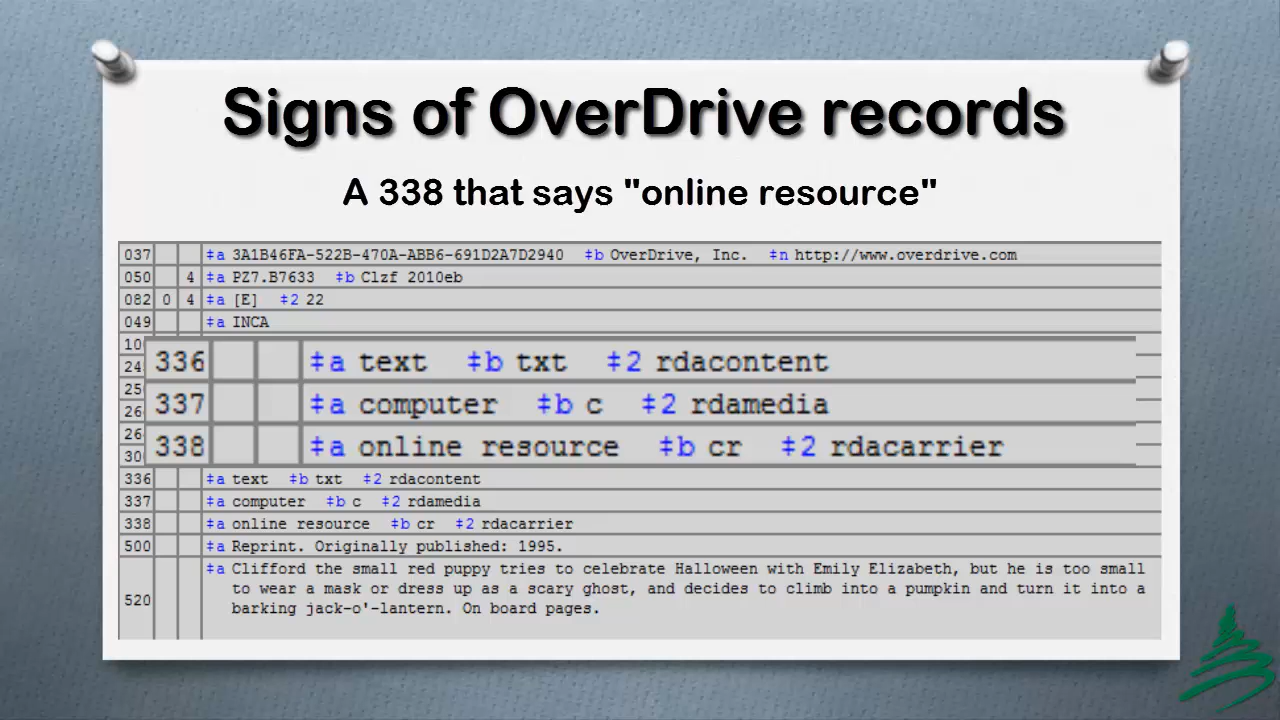 Signs of OverDrive records
A 338 that says "online resource"
037 ‡a 3A1B46FA-522B-470A-ABB6-691D2A7D2940 ‡b OverDrive, Inc. ‡n http://www.overdrive.com
050 4 ‡a PZ7.B7633 ‡b Clzf 2010eb
082 0 4 ‡a [E] ‡2 22
049 ‡a INCA
336 ‡a text ‡b txt ‡2 rdacontent
337 ‡a computer ‡b c ‡2 rdamedia
338 ‡a online resource ‡b cr ‡2 rdacarrier
336 ‡a text ‡b txt ‡2 rdacontent
337 ‡a computer ‡b c ‡2 rdamedia
338 ‡a online resource ‡b cr ‡2 rdacarrier
500 ‡a Reprint. Originally published: 1995.
520 ‡a Clifford the small red puppy tries to celebrate Halloween with Emily Elizabeth, but he is too small
to wear a mask or dress up as a scary ghost, and decides to climb into a pumpkin and turn it into a
barking jack-o'-lantern. On board pages.